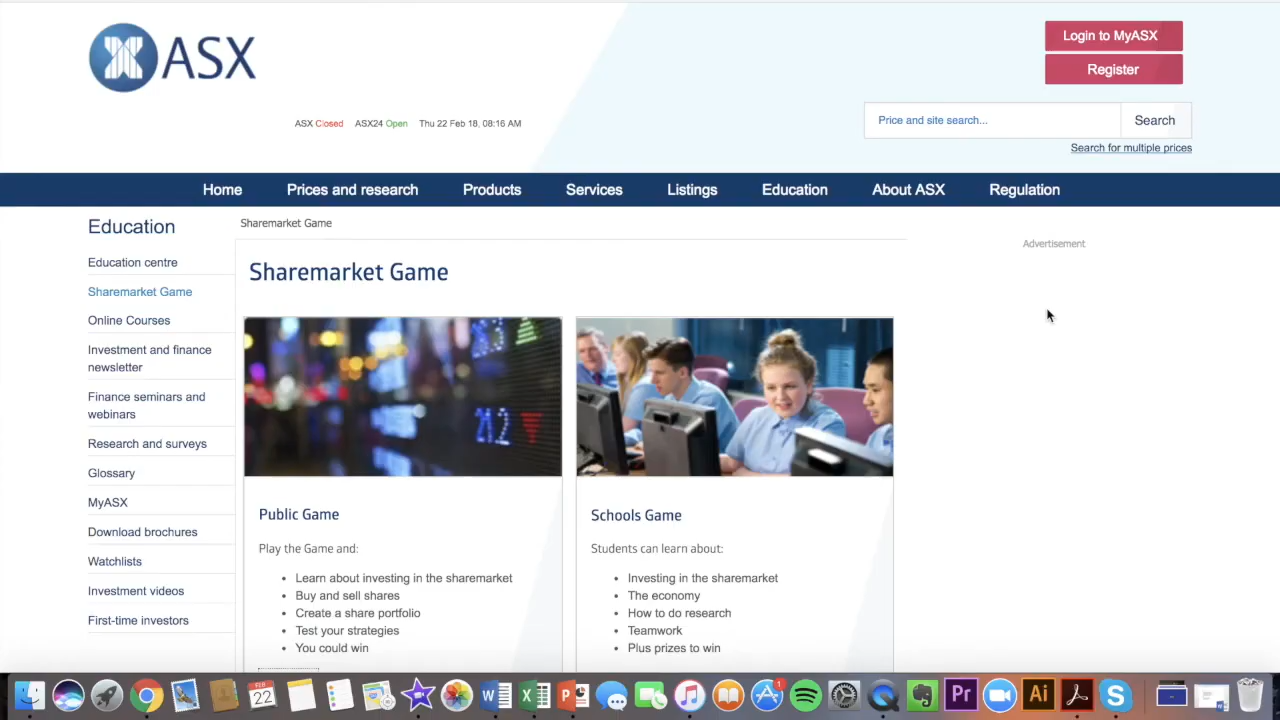 ASX
Login to MyASX
Register
ASX Closed ASX24 Open Thu 22 Feb 18, 08:16 AM
Price and site search...
Search
Search for multiple prices
Home Prices and research Products Services Listings Education About ASX Regulation
Education
Education centre
Sharemarket Game
Online Courses
Investment and finance
newsletter
Finance seminars and
webinars
Research and surveys
Glossary
MyASX
Download brochures
Watchlists
Investment videos
First-time investors
Sharemarket Game
Sharemarket Game
Public Game
Play the Game and:
• Learn about investing in the sharemarket
• Buy and sell shares
• Create a share portfolio
• Test your strategies
• You could win
Schools Game
Students can learn about:
• Investing in the sharemarket
• The economy
• How to do research
• Teamwork
• Plus prizes to win
Advertisement
FEB
22
W
X
P
1
Pr
Ai
S